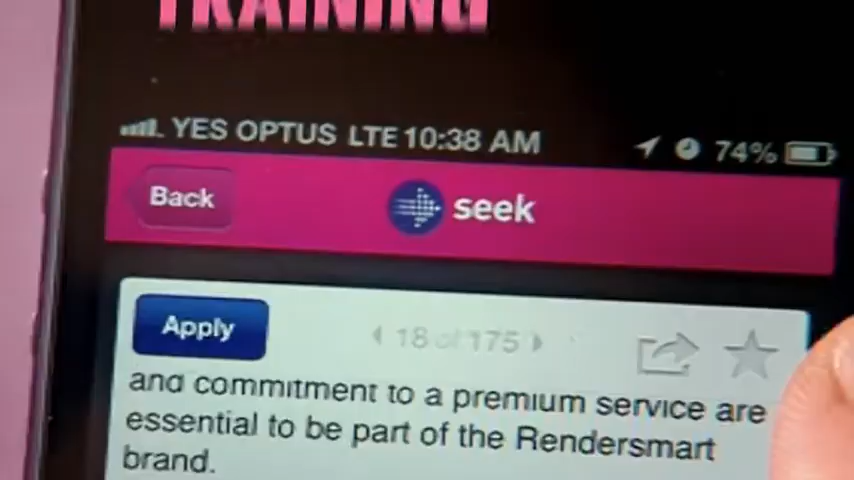 TRAINING
YES OPTUS LTE 10:38 AM 74%
Back seek
Apply 18 of 175
and commitment to a premium service are
essential to be part of the Rendersmart
brand.